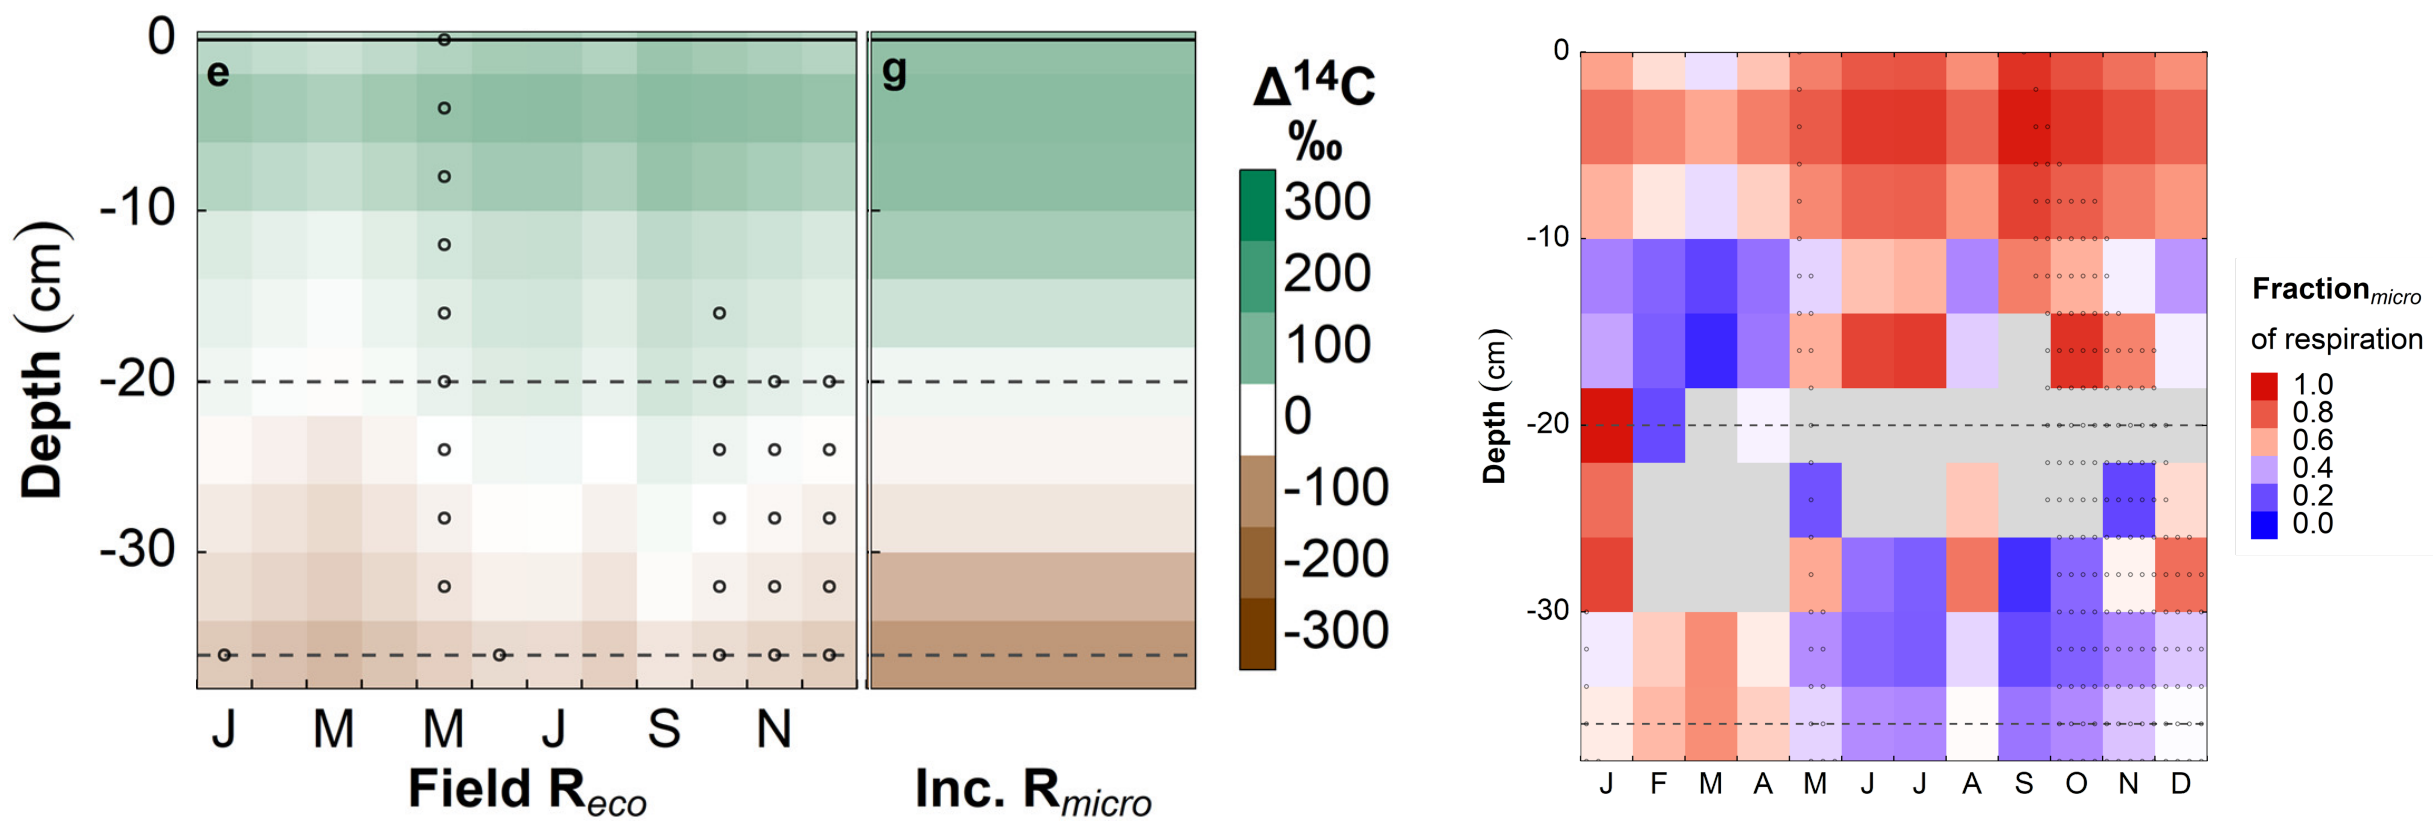 e
g
0
-10
-20
-30
Depth (cm)
J M M J S N
Field Reco
Inc. Rmicro
Δ14C
‰
300
200
100
0
-100
-200
-300
0
-10
-20
-30
Depth (cm)
J F M A M J J A S O N D
Fractionmicro
of respiration
1.0
0.8
0.6
0.4
0.2
0.0